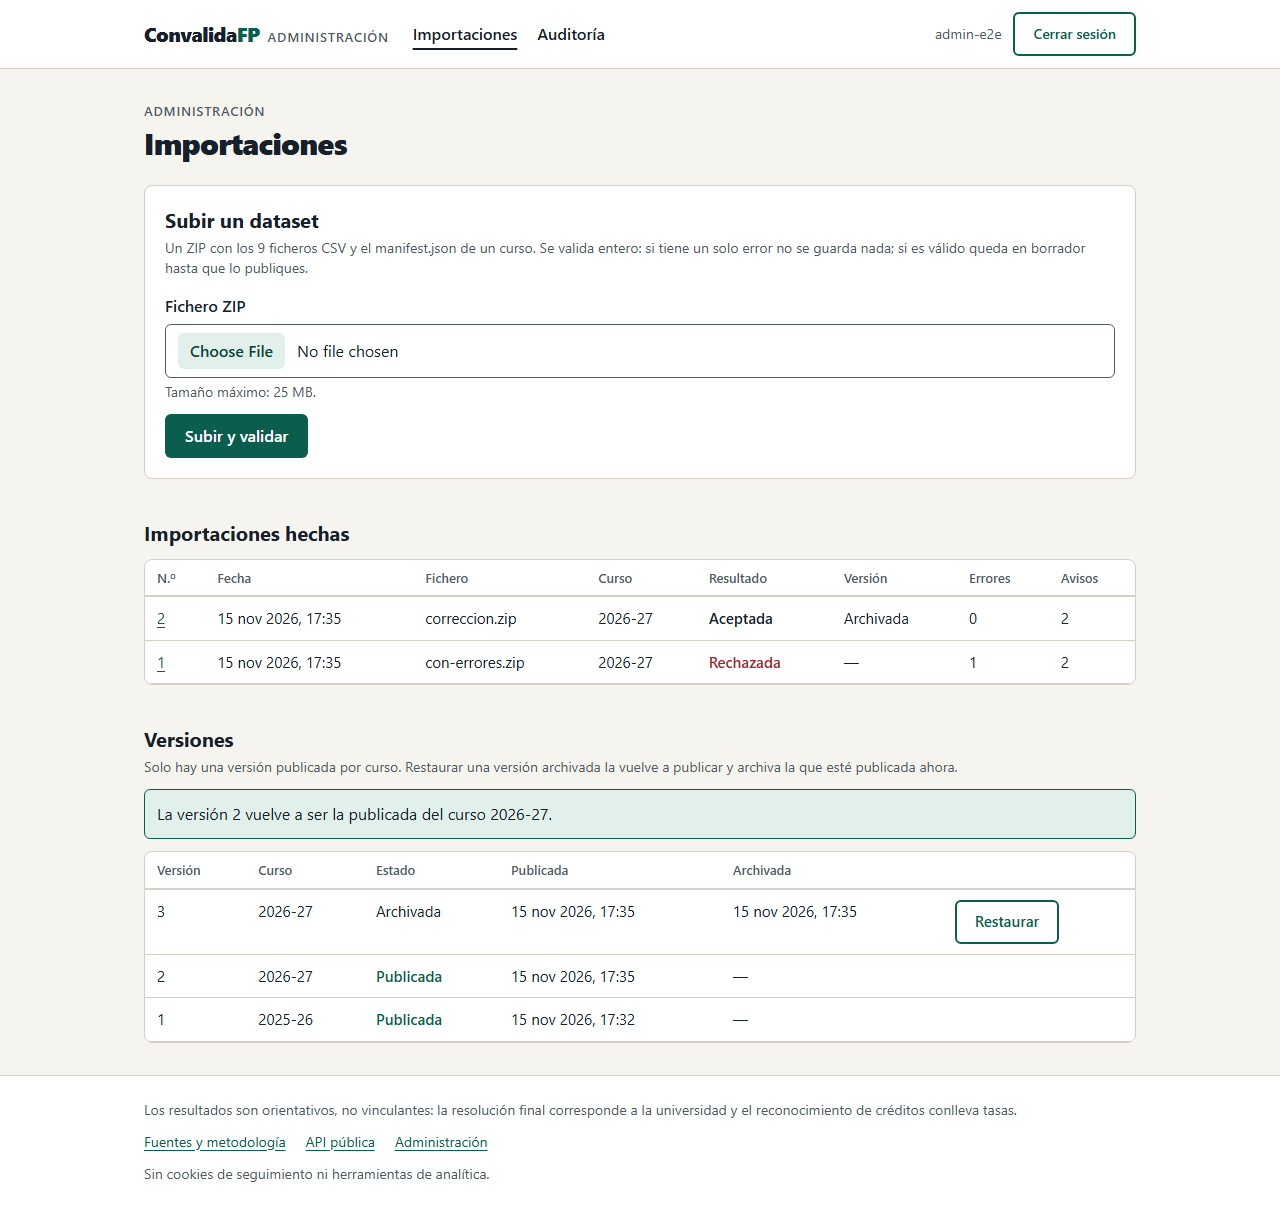 ConvalidaFP ADMINISTRACIÓN Importaciones Auditoría admin-e2e Cerrar sesión
ADMINISTRACIÓN
Importaciones
Subir un dataset
Un ZIP con los 9 ficheros CSV y el manifest.json de un curso. Se valida entero: si tiene un solo error no se guarda nada; si es válido queda en borrador
hasta que lo publiques.
Fichero ZIP
Choose File No file chosen
Tamaño máximo: 25 MB.
Subir y validar
Importaciones hechas
N.º Fecha Fichero Curso Resultado Versión Errores Avisos
2 15 nov 2026, 17:35 correccion.zip 2026-27 Aceptada Archivada 0 2
1 15 nov 2026, 17:35 con-errores.zip 2026-27 Rechazada — 1 2
Versiones
Solo hay una versión publicada por curso. Restaurar una versión archivada la vuelve a publicar y archiva la que esté publicada ahora.
La versión 2 vuelve a ser la publicada del curso 2026-27.
Versión Curso Estado Publicada Archivada
3 2026-27 Archivada 15 nov 2026, 17:35 15 nov 2026, 17:35 Restaurar
2 2026-27 Publicada 15 nov 2026, 17:35 —
1 2025-26 Publicada 15 nov 2026, 17:32 —
Los resultados son orientativos, no vinculantes: la resolución final corresponde a la universidad y el reconocimiento de créditos conlleva tasas.
Fuentes y metodología API pública Administración
Sin cookies de seguimiento ni herramientas de analítica.